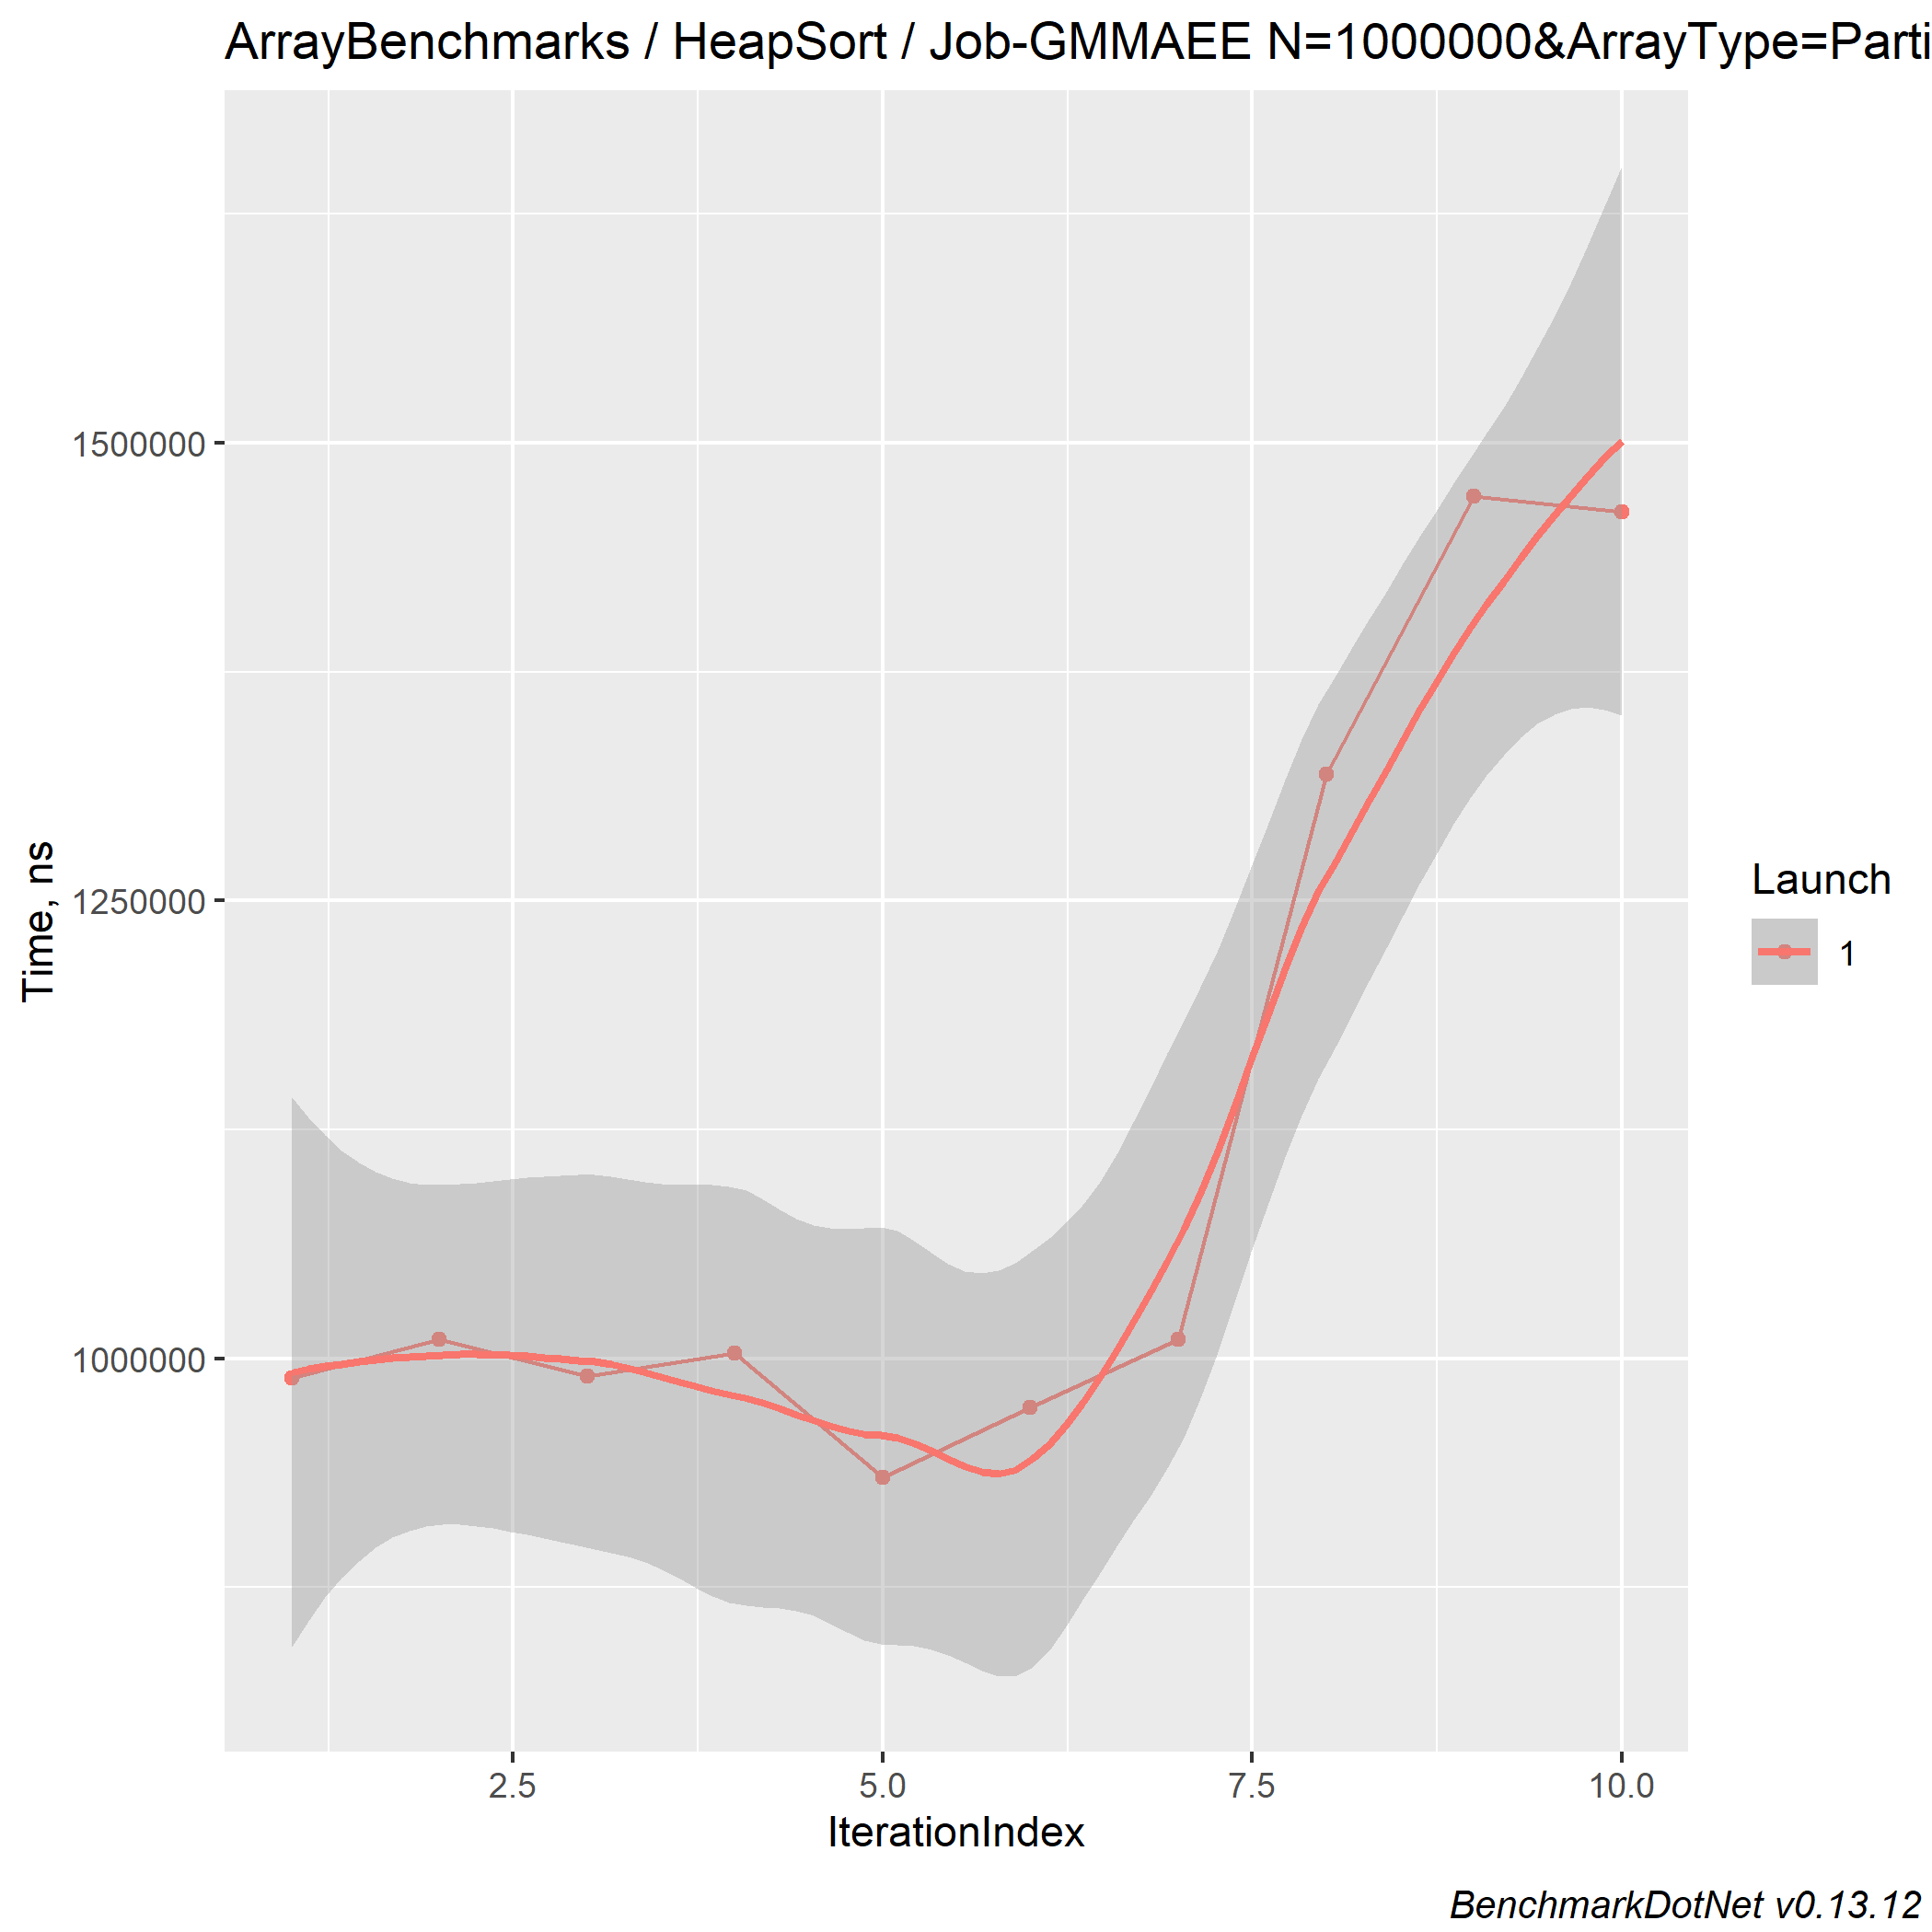 ArrayBenchmarks / HeapSort / Job-GMMAEE N=1000000&ArrayType=Parti
1500000
1250000
1000000
Time, ns
2.5
5.0
7.5
10.0
IterationIndex
Launch
1
BenchmarkDotNet v0.13.12